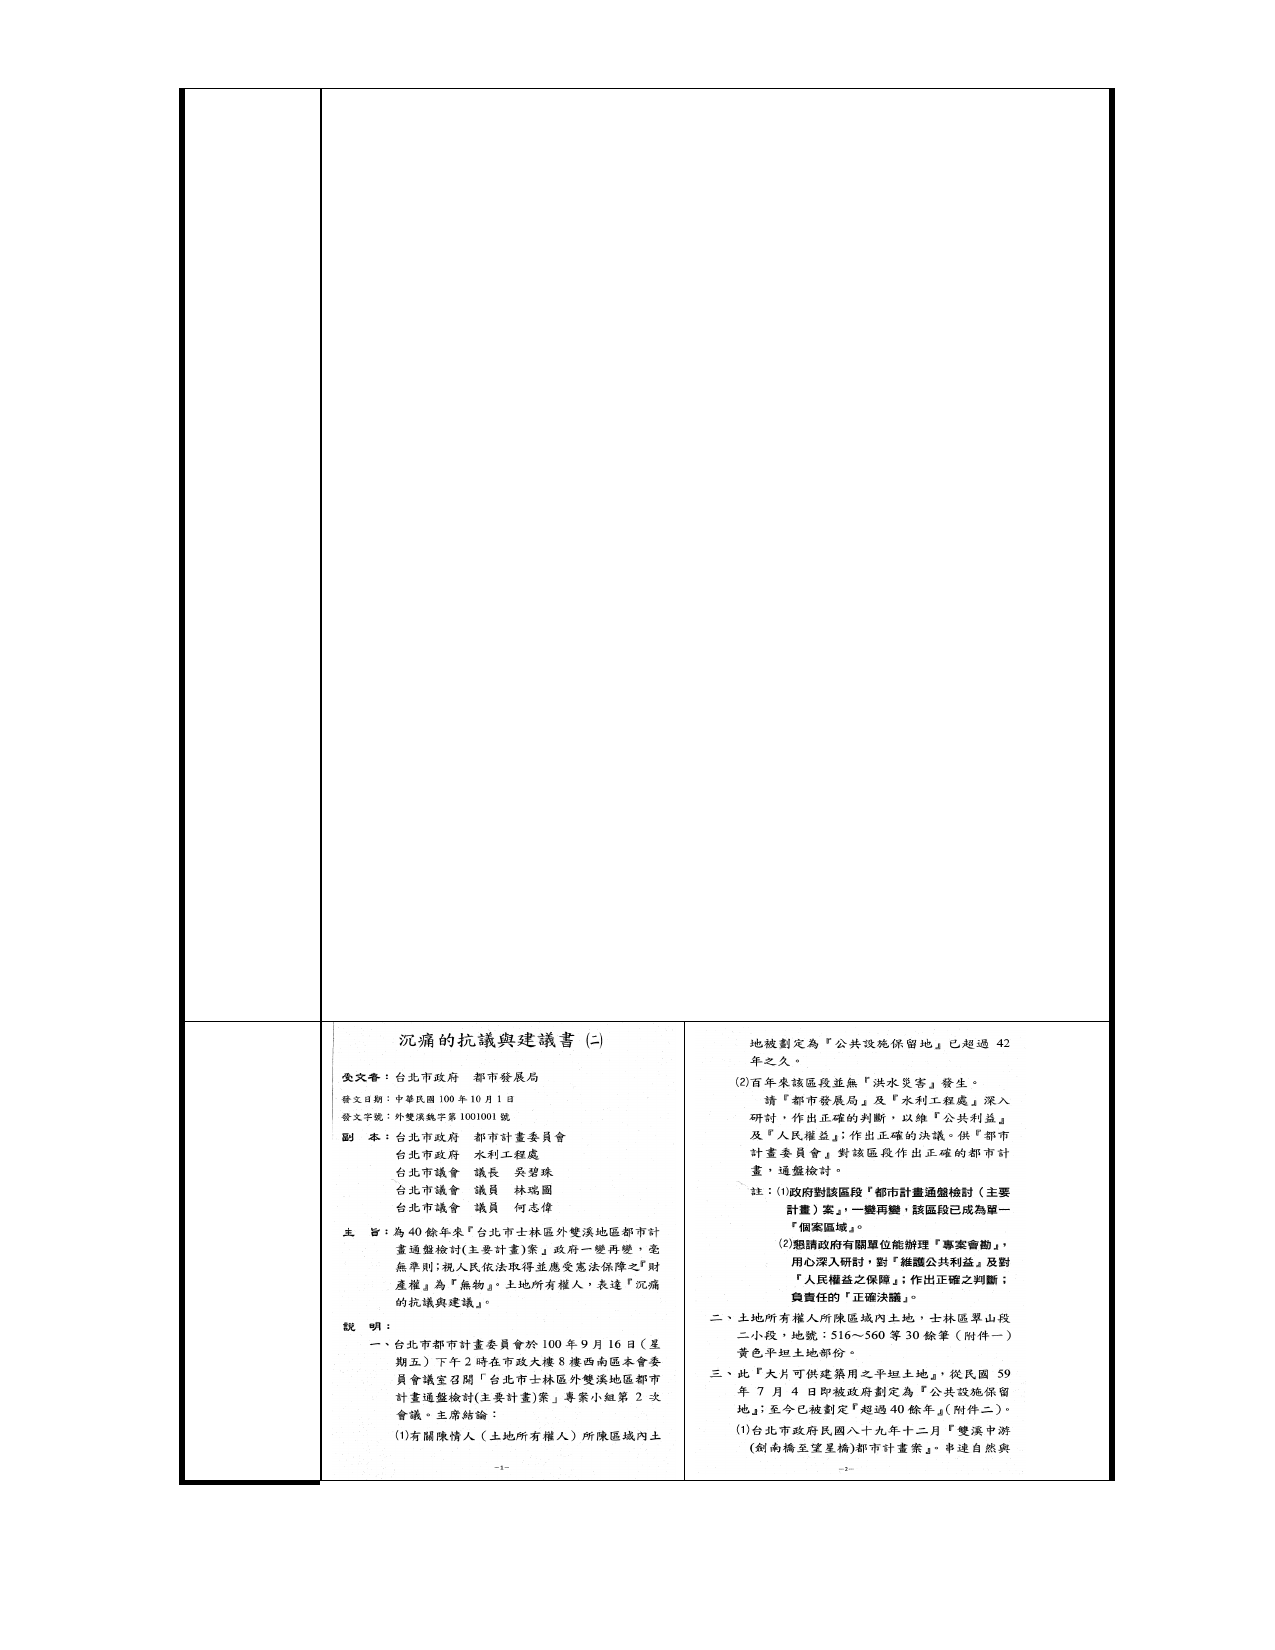 沉痛的抗議與建議書 ㈡
受文者：台北市政府　都市發展局
發文日期：中華民國 100 年 10 月 1 日
發文字號：外雙溪魏字第 1001001 號
副　本：台北市政府　都市計畫委員會
台北市政府　水利工程處
台北市議會　議長　吳碧珠
台北市議會　議員　林瑞圖
台北市議會　議員　何志偉
主　旨：為 40 餘年來『台北市士林區外雙溪地區都市計
畫通盤檢討(主要計畫)案』政府一變再變，毫
無準則；視人民依法取得並應受憲法保障之『財
產權』為『無物』。土地所有權人，表達『沉痛
的抗議與建議』。
說　明：
一、台北市都市計畫委員會於 100 年 9 月 16 日（星
期五）下午 2 時在市政大樓 8 樓西南區本會委
員會議室召開「台北市士林區外雙溪地區都市
計畫通盤檢討(主要計畫)案」專案小組第 2 次
會議。主席結論：
⑴有關陳情人（土地所有權人）所陳區域內土
－1－
地被劃定為『公共設施保留地』已超過 42
年之久。
⑵百年來該區段並無『洪水災害』發生。
請『都市發展局』及『水利工程處』深入
研討，作出正確的判斷，以維『公共利益』
及『人民權益』；作出正確的決議。供『都市
計畫委員會』對該區段作出正確的都市計
畫，通盤檢討。
註：⑴政府對該區段『都市計畫通盤檢討（主要
計畫）案』，一變再變，該區段已成為單一
『個案區域』。
⑵懇請政府有關單位能辦理『專案會勘』，
用心深入研討，對『維護公共利益』及對
『人民權益之保障』；作出正確之判斷；
負責任的『正確決議』。
二、土地所有權人所陳區域內土地，士林區翠山段
二小段，地號：516～560 等 30 餘筆（附件一）
黃色平坦土地部份。
三、此『大片可供建築用之平坦土地』，從民國 59
年 7 月 4 日即被政府劃定為『公共設施保留
地』；至今已被劃定『超過 40 餘年』（附件二）。
⑴台北市政府民國八十九年十二月『雙溪中游
(劍南橋至望星橋)都市計畫案』。串連自然與
－2－